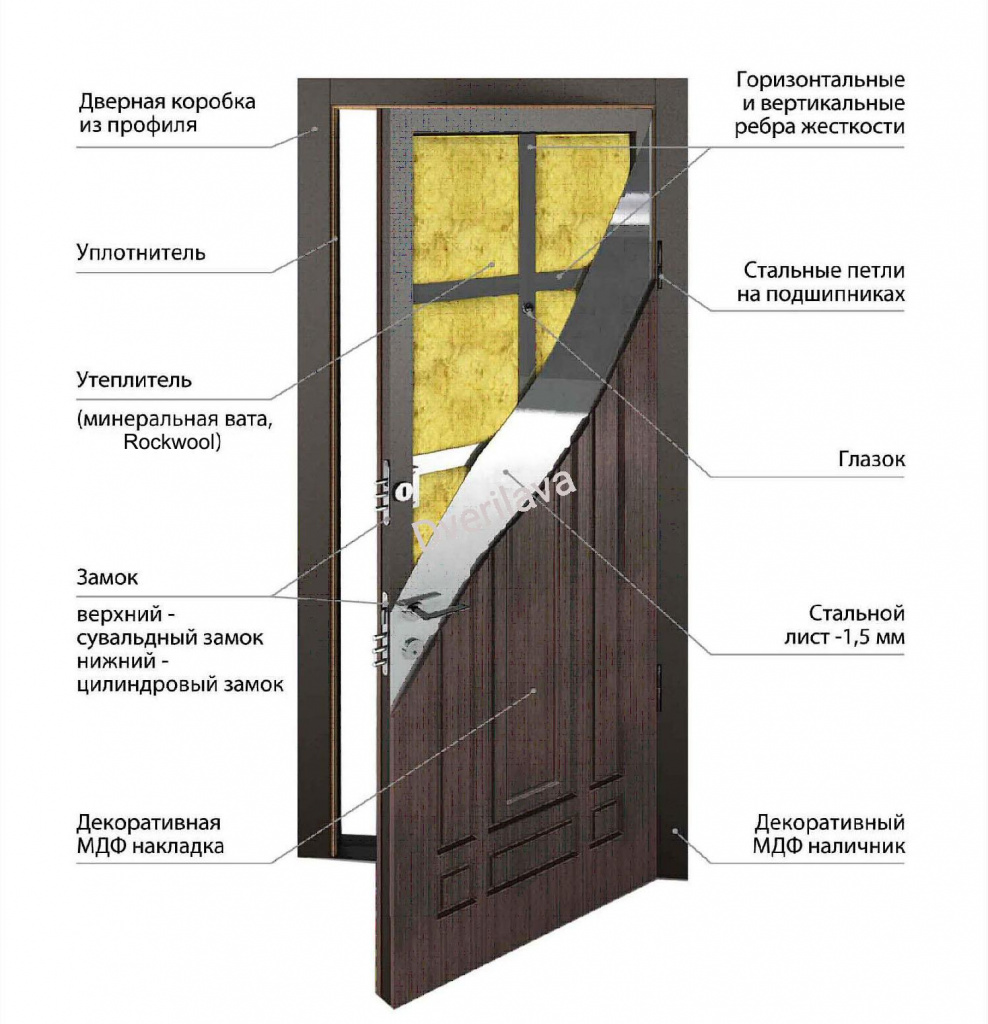 Дверная коробка
из профиля
Уплотнитель
Утеплитель
(минеральная вата,
Rockwool)
Замок
верхний -
сувальдный замок
нижний -
цилиндровый замок
Декоративная
МДФ накладка
Горизонтальные
и вертикальные
ребра жесткости
Стальные петли
на подшипниках
Глазок
Dverilava
Стальной
лист -1,5 мм
Декоративный
МДФ наличник